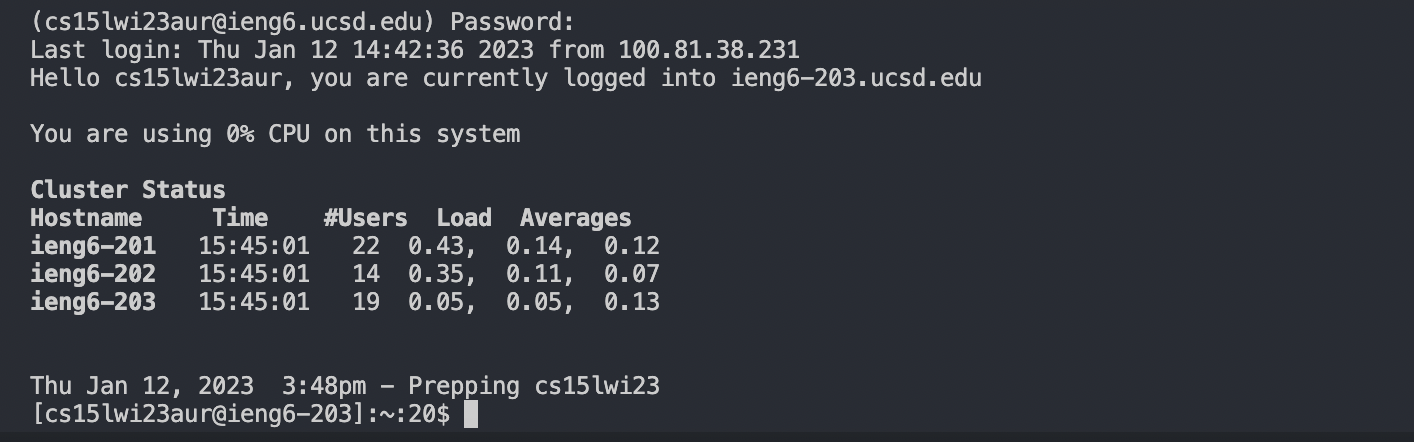 (cs15lwi23aur@ieng6.ucsd.edu) Password:
Last login: Thu Jan 12 14:42:36 2023 from 100.81.38.231
Hello cs15lwi23aur, you are currently logged into ieng6-203.ucsd.edu
You are using 0% CPU on this system
Cluster Status
Hostname     Time    #Users  Load  Averages
ieng6-201   15:45:01   22  0.43,  0.14,  0.12
ieng6-202   15:45:01   14  0.35,  0.11,  0.07
ieng6-203   15:45:01   19  0.05,  0.05,  0.13
Thu Jan 12, 2023  3:48pm - Prepping cs15lwi23
[cs15lwi23aur@ieng6-203]:~:20$